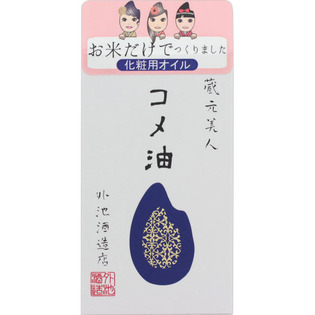 お米だけでつくりました
化粧用オイル
蔵元美人
コメ油
外池酒造店